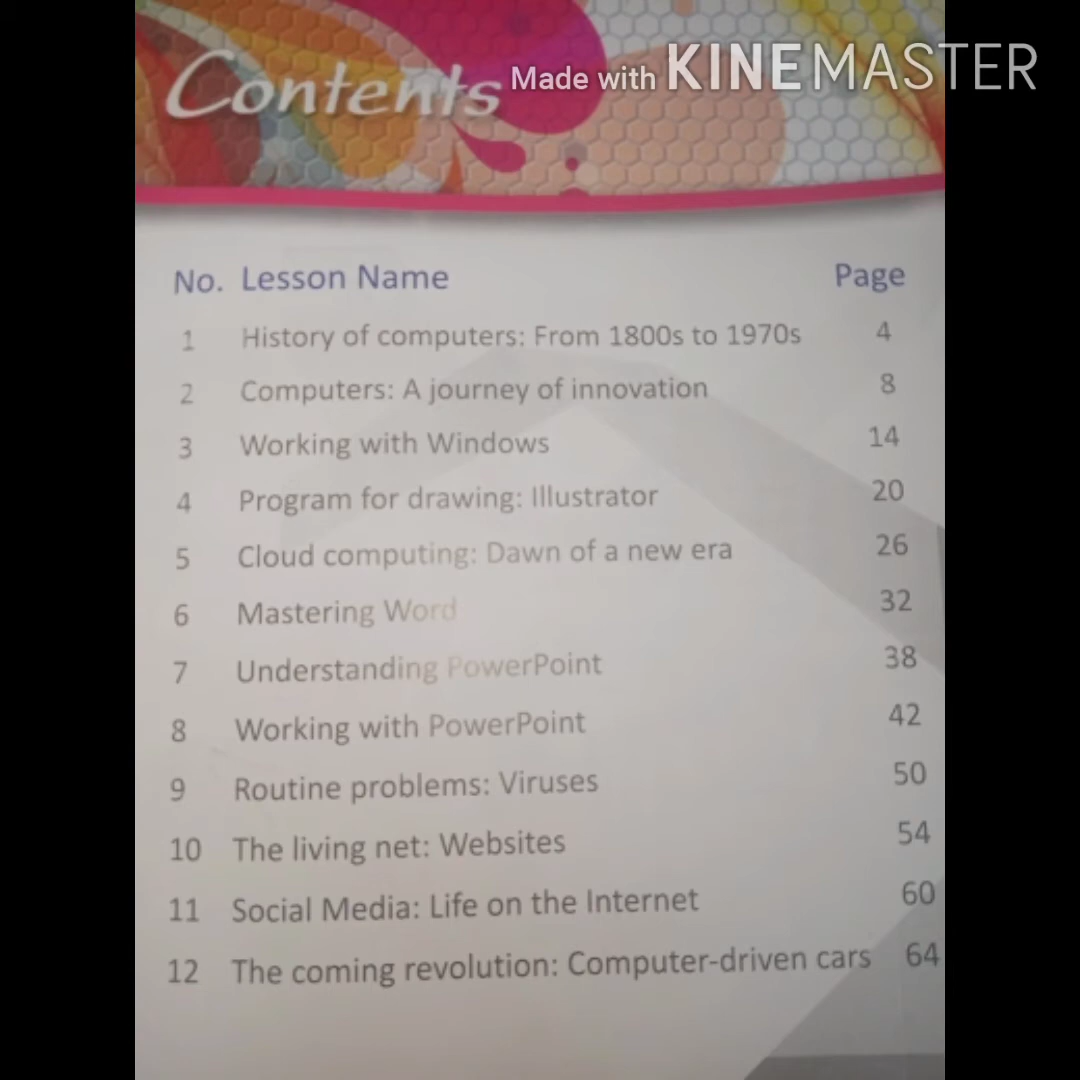 Contents
Made with KINEMASTER
No. Lesson Name Page
1 History of computers: From 1800s to 1970s 4
2 Computers: A journey of innovation 8
3 Working with Windows 14
4 Program for drawing: Illustrator 20
5 Cloud computing: Dawn of a new era 26
6 Mastering Word 32
7 Understanding PowerPoint 38
8 Working with PowerPoint 42
9 Routine problems: Viruses 50
10 The living net: Websites 54
11 Social Media: Life on the Internet 60
12 The coming revolution: Computer-driven cars 64